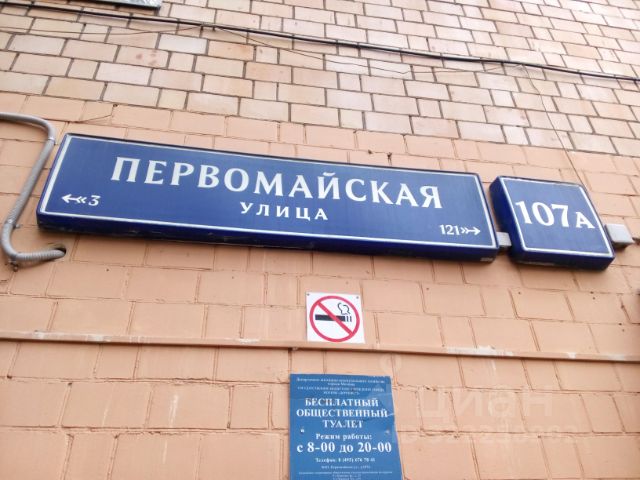 ПЕРВОМАЙСКАЯ
УЛИЦА
3
121
107А
БЕСПЛАТНЫЙ
ОБЩЕСТВЕННЫЙ
ТУАЛЕТ
Режим работы:
с 8-00 до 20-00
циан